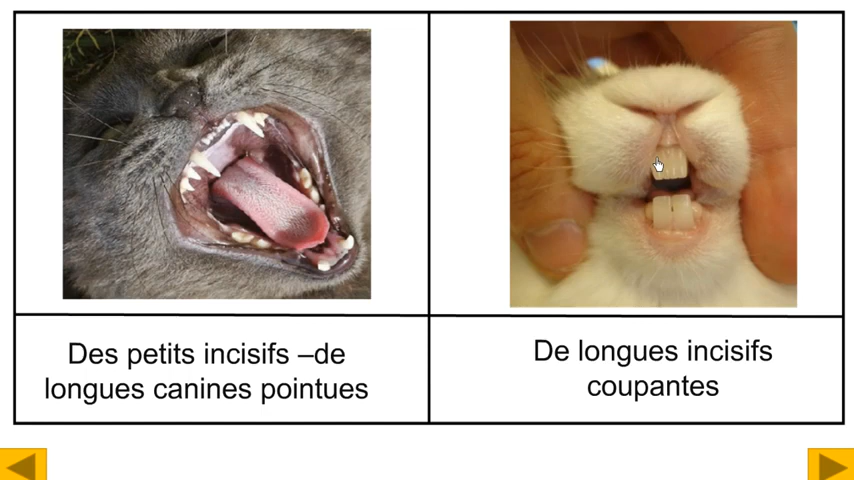 Des petits incisifs –de
longues canines pointues
De longues incisifs
coupantes